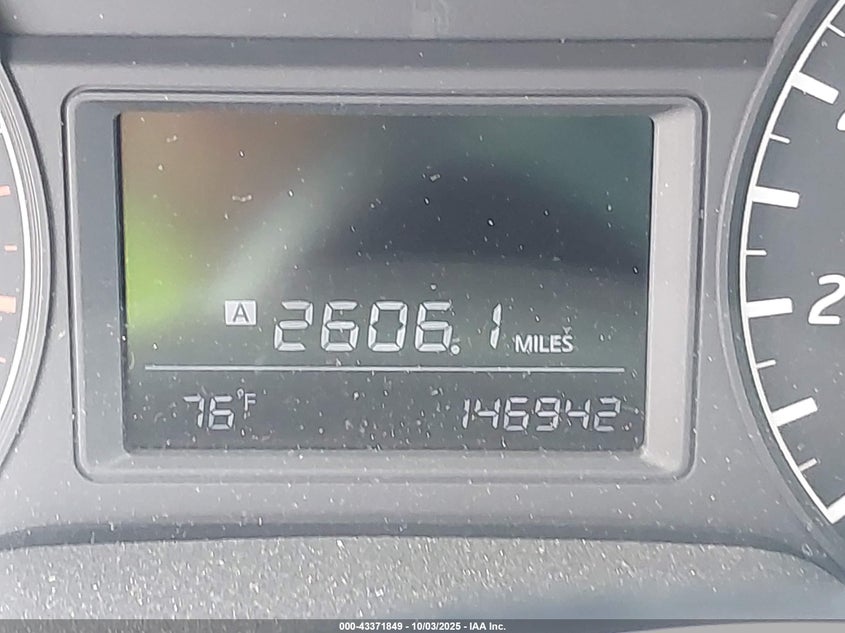 A 2606.1 MILES
76°F 146942
2
000-43371849 - 10/03/2025 - IAA Inc.